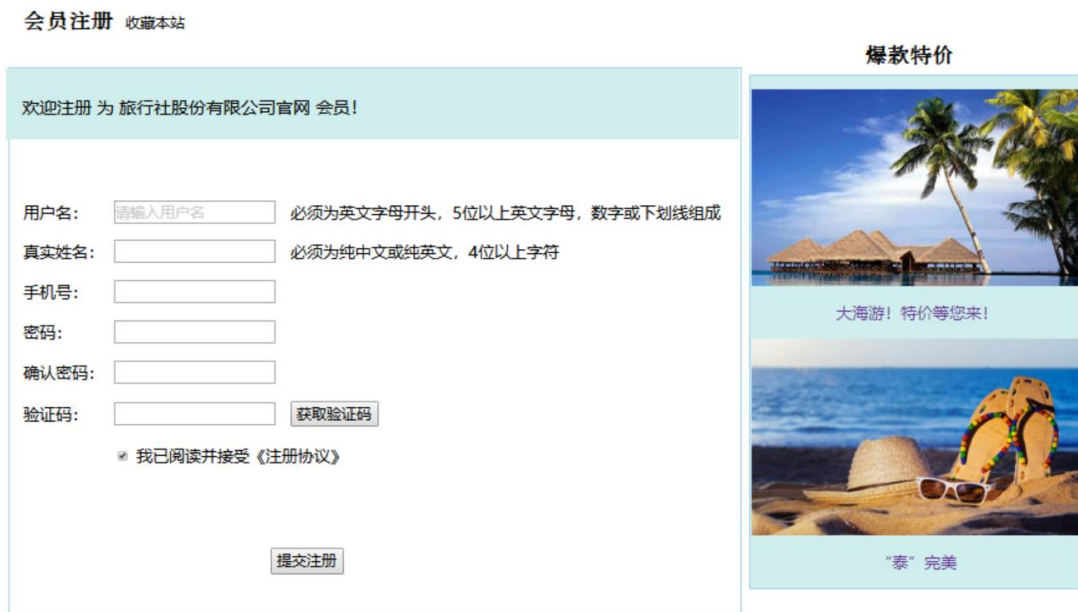 会员注册 收藏本站
欢迎注册 为 旅行社股份有限公司官网 会员！
用户名： 请输入用户名 必须为英文字母开头，5位以上英文字母，数字或下划线组成
真实姓名： 必须为纯中文或纯英文，4位以上字符
手机号：
密码：
确认密码：
验证码： 获取验证码
我已阅读并接受《注册协议》
提交注册
爆款特价
大海游！特价等您来！
“泰”完美